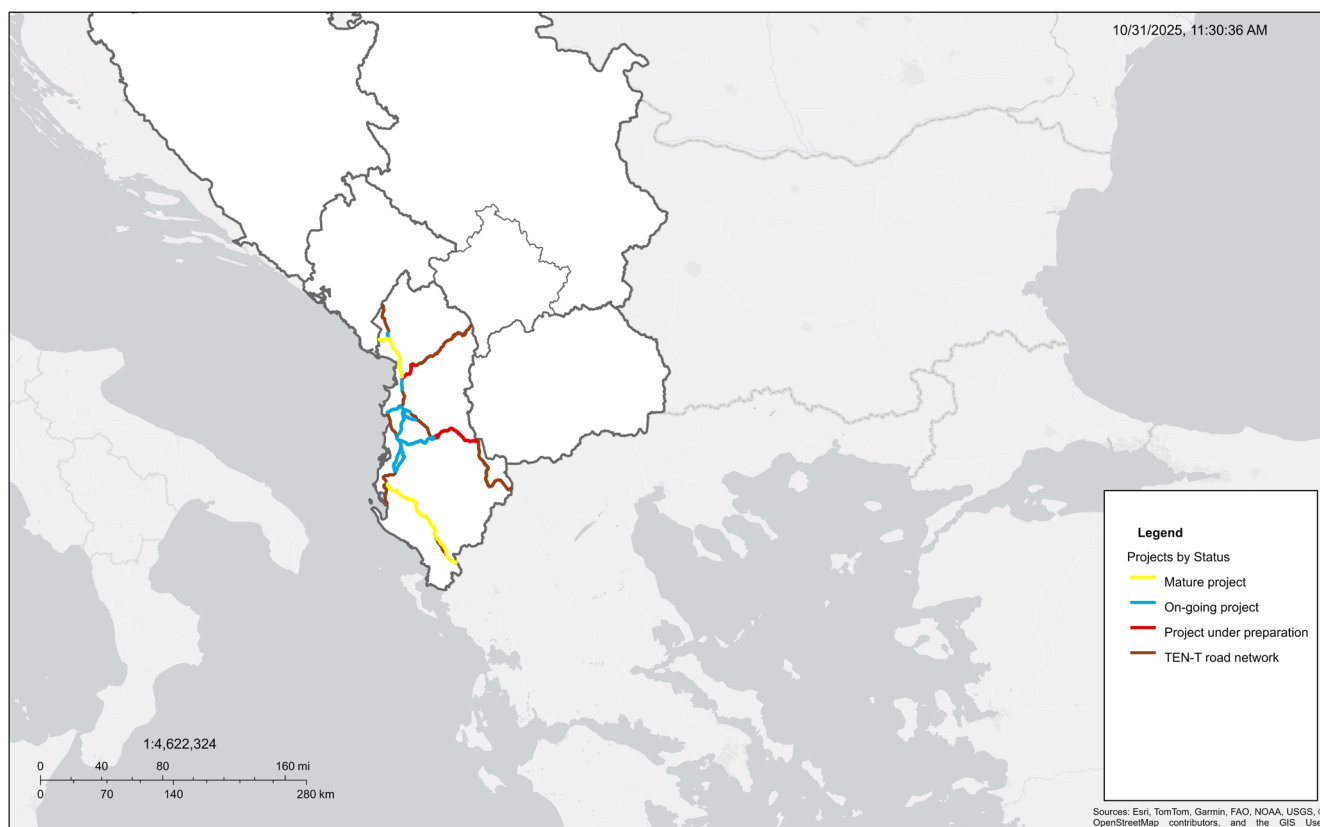 10/31/2025, 11:30:36 AM
Legend
Projects by Status
Mature project
On-going project
Project under preparation
TEN-T road network
1:4,622,324
0 40 80 160 mi
0 70 140 280 km
Sources: Esri, TomTom, Garmin, FAO, NOAA, USGS, ©
OpenStreetMap contributors, and the GIS Use